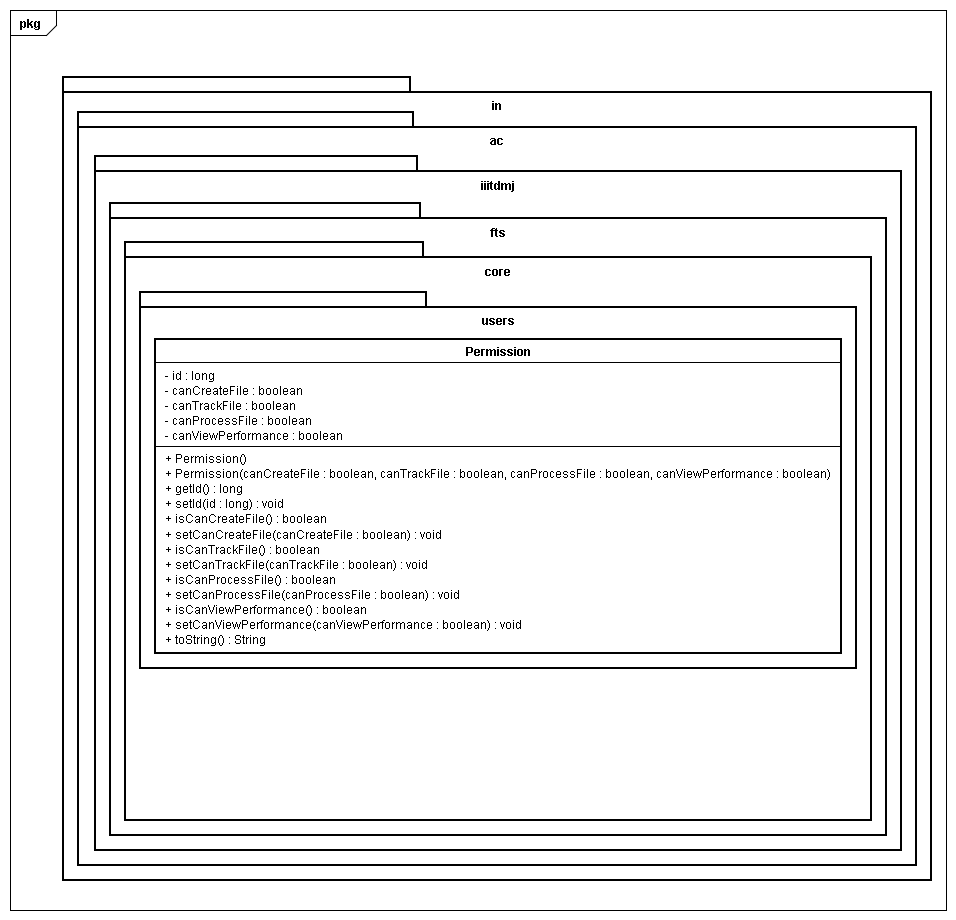 pkg
in
ac
iiitdmj
fts
core
users
Permission
- id : long
- canCreateFile : boolean
- canTrackFile : boolean
- canProcessFile : boolean
- canViewPerformance : boolean
+ Permission()
+ Permission(canCreateFile : boolean, canTrackFile : boolean, canProcessFile : boolean, canViewPerformance : boolean)
+ getId() : long
+ setId(id : long) : void
+ isCanCreateFile() : boolean
+ setCanCreateFile(canCreateFile : boolean) : void
+ isCanTrackFile() : boolean
+ setCanTrackFile(canTrackFile : boolean) : void
+ isCanProcessFile() : boolean
+ setCanProcessFile(canProcessFile : boolean) : void
+ isCanViewPerformance() : boolean
+ setCanViewPerformance(canViewPerformance : boolean) : void
+ toString() : String